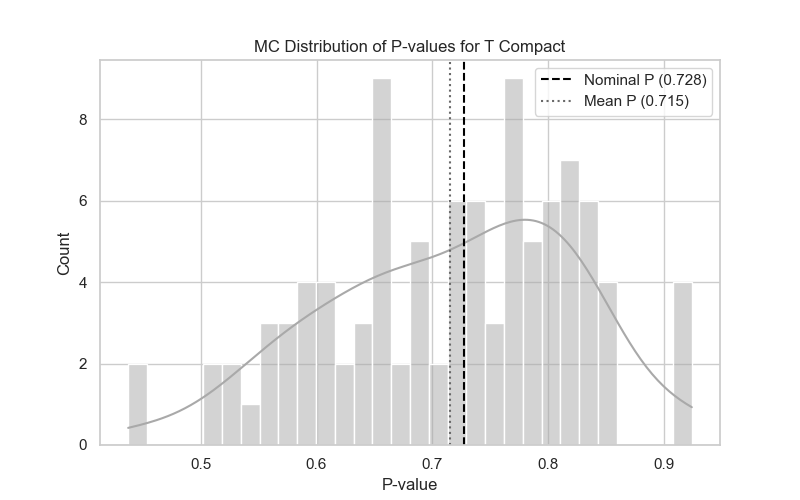 MC Distribution of P-values for T Compact
Nominal P (0.728)
Mean P (0.715)
Count
8
6
4
2
0
0.5 0.6 0.7 0.8 0.9
P-value